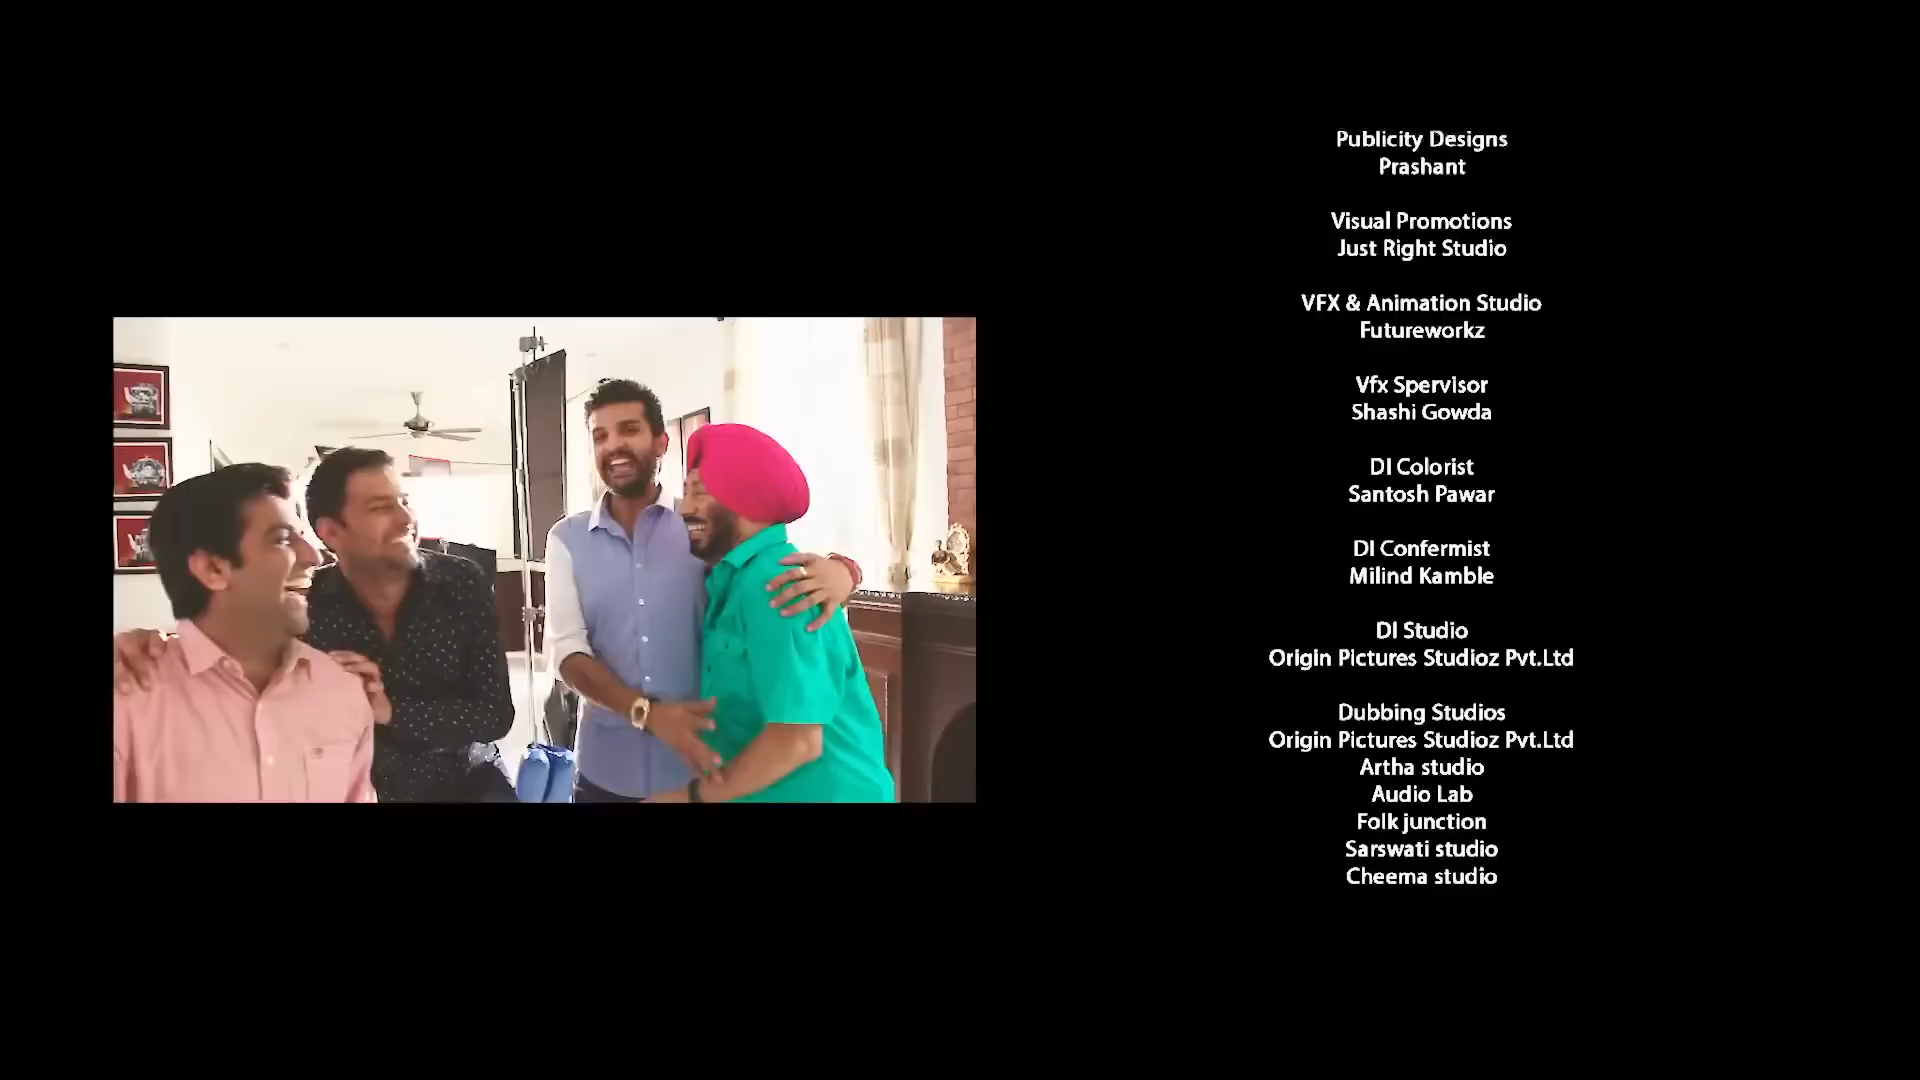 Publicity Designs
Prashant
Visual Promotions
Just Right Studio
VFX & Animation Studio
Futureworkz
Vfx Spervisor
Shashi Gowda
DI Colorist
Santosh Pawar
DI Confermist
Milind Kamble
DI Studio
Origin Pictures Studioz Pvt.Ltd
Dubbing Studios
Origin Pictures Studioz Pvt.Ltd
Artha studio
Audio Lab
Folk junction
Sarswati studio
Cheema studio